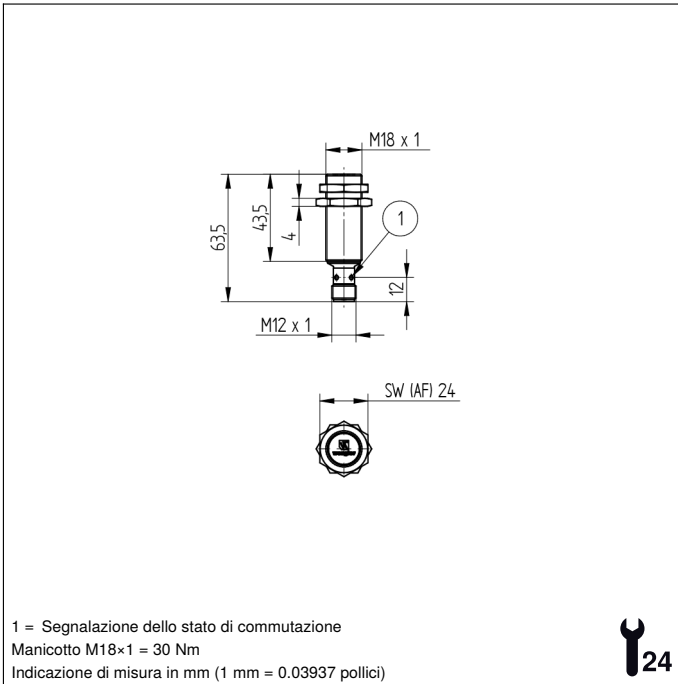 M18 x 1
63,5
43,5
4
1
12
M12 x 1
SW (AF) 24
1 = Segnalazione dello stato di commutazione
Manicotto M18×1 = 30 Nm
Indicazione di misura in mm (1 mm = 0.03937 pollici)
24